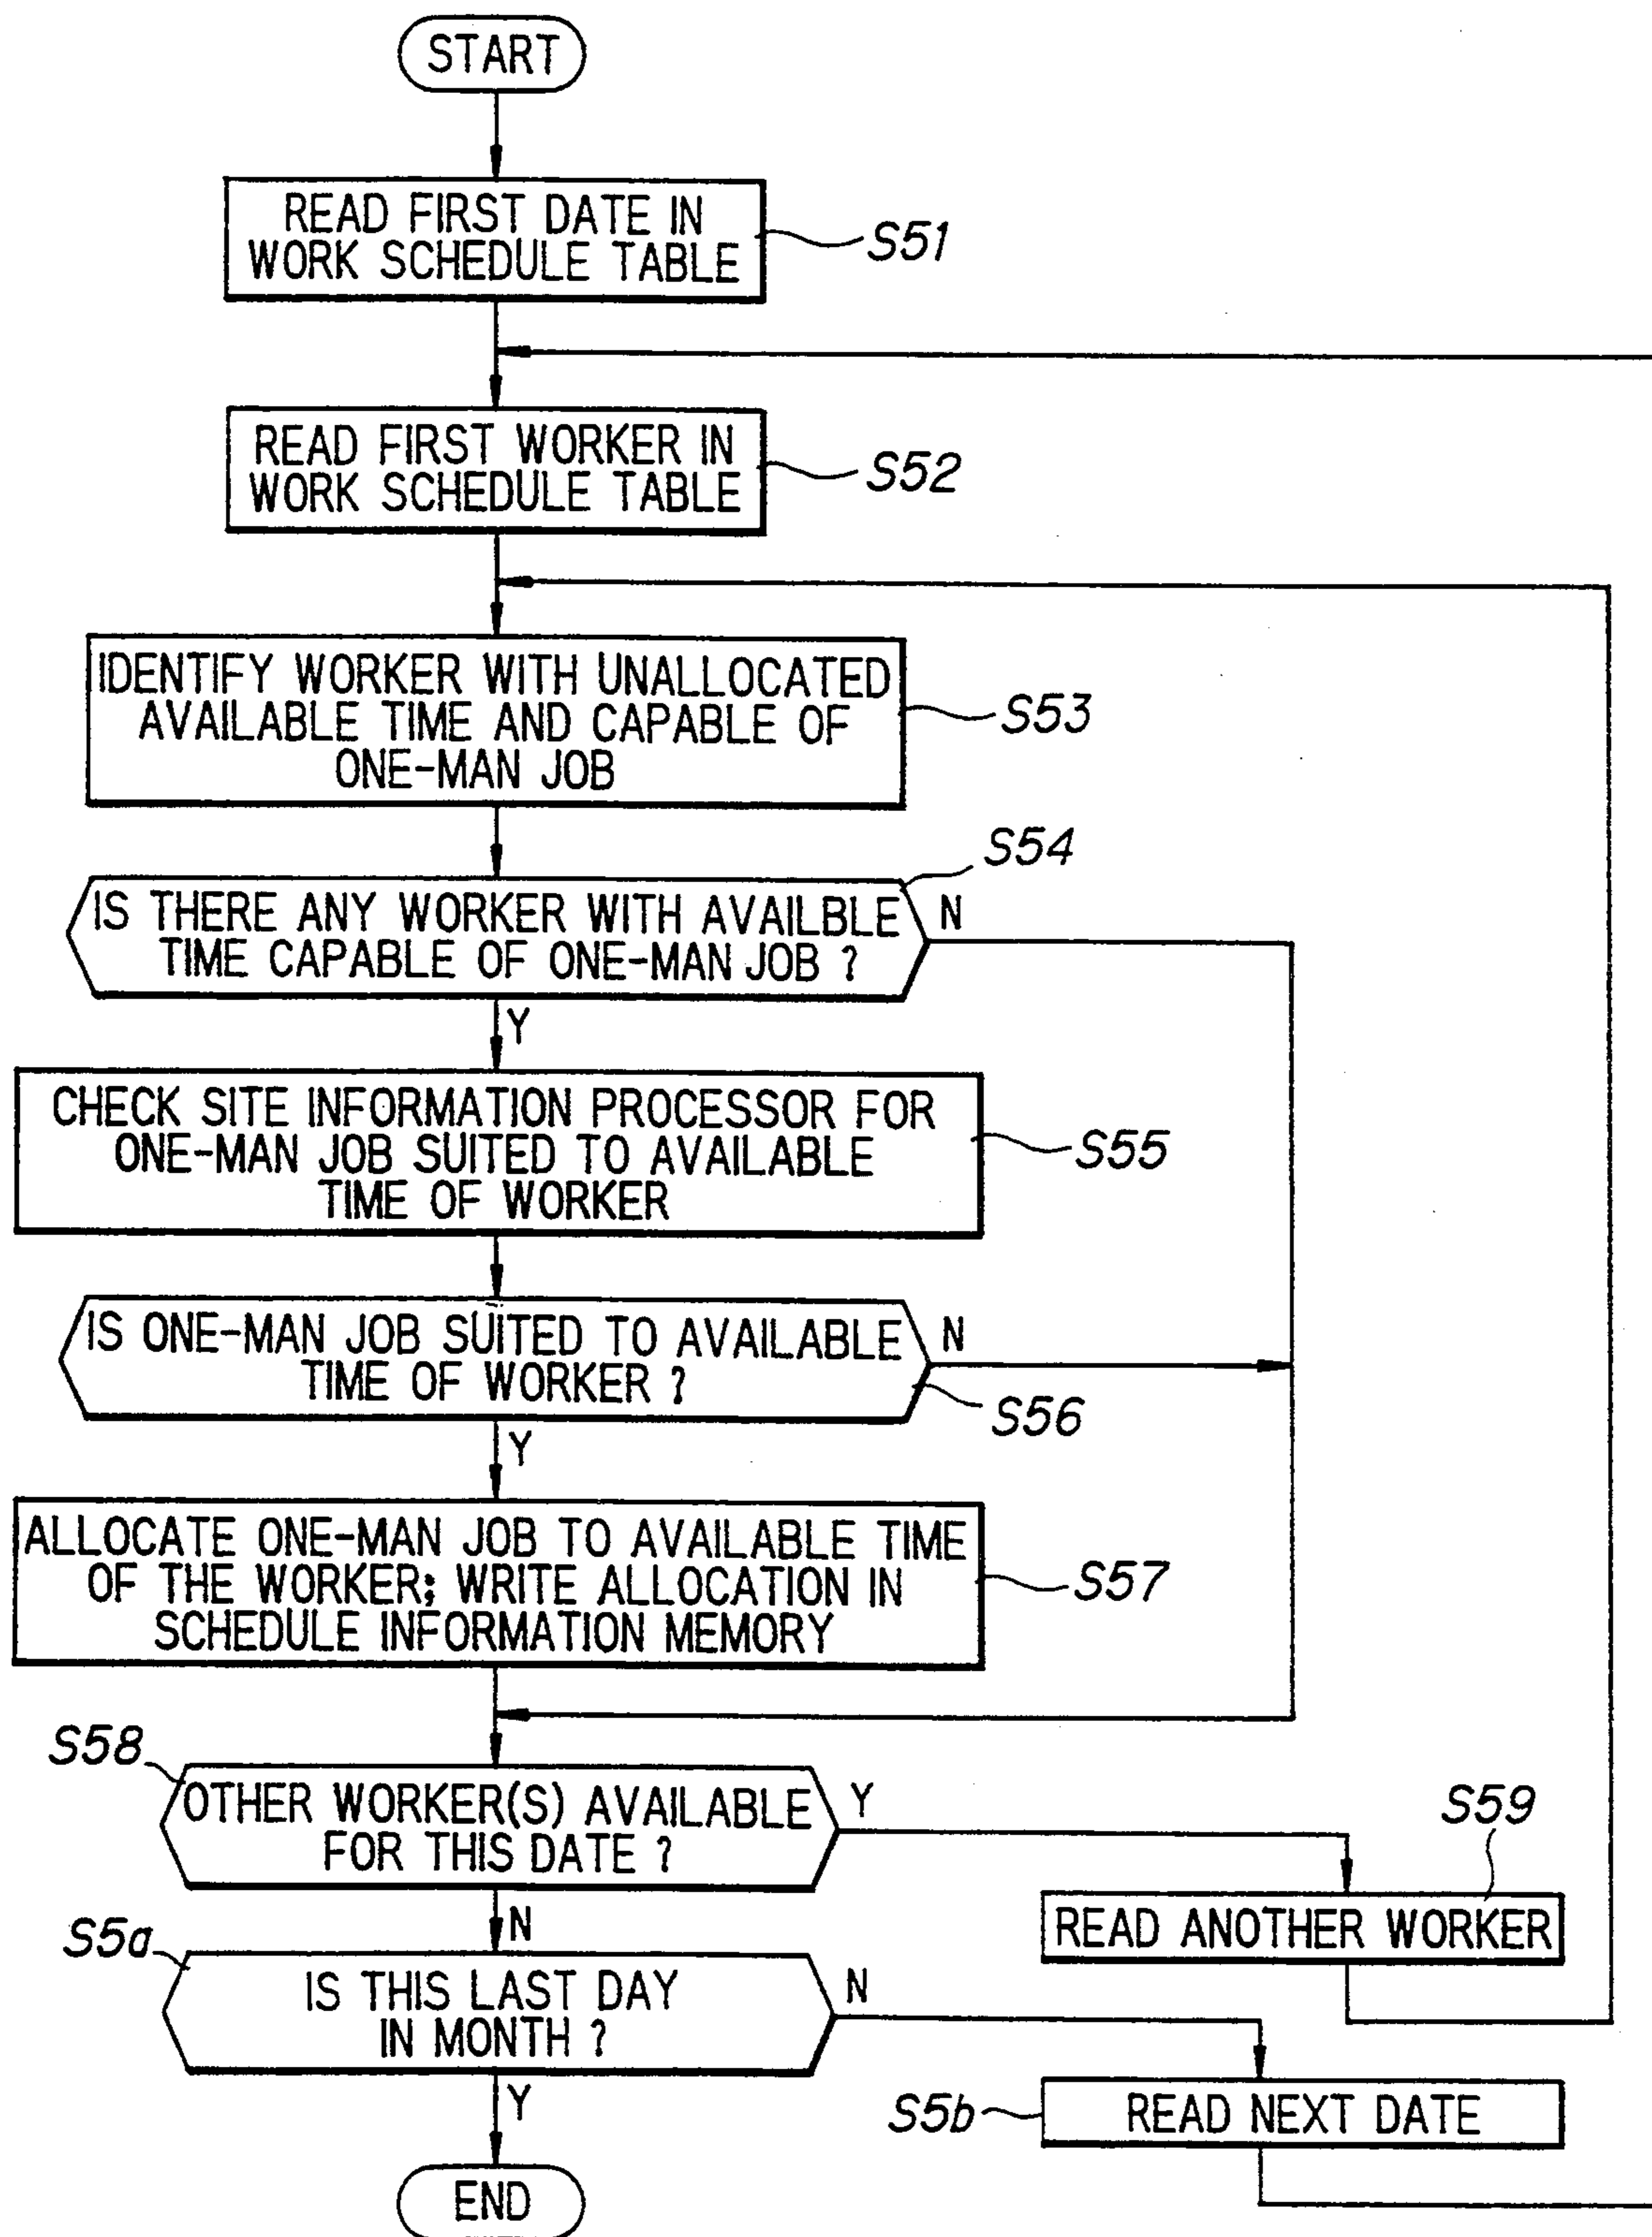 START
READ FIRST DATE IN
WORK SCHEDULE TABLE
S51
READ FIRST WORKER IN
WORK SCHEDULE TABLE
S52
IDENTIFY WORKER WITH UNALLOCATED
AVAILABLE TIME AND CAPABLE OF
ONE-MAN JOB
S53
S54
IS THERE ANY WORKER WITH AVAILBLE
TIME CAPABLE OF ONE-MAN JOB ?
N
Y
CHECK SITE INFORMATION PROCESSOR FOR
ONE-MAN JOB SUITED TO AVAILABLE
TIME OF WORKER
S55
IS ONE-MAN JOB SUITED TO AVAILABLE
TIME OF WORKER ?
N
S56
Y
ALLOCATE ONE-MAN JOB TO AVAILABLE TIME
OF THE WORKER; WRITE ALLOCATION IN
SCHEDULE INFORMATION MEMORY
S57
S58
OTHER WORKER(S) AVAILABLE
FOR THIS DATE ?
Y
S59
READ ANOTHER WORKER
N
S5a
IS THIS LAST DAY
IN MONTH ?
N
S5b
READ NEXT DATE
Y
END